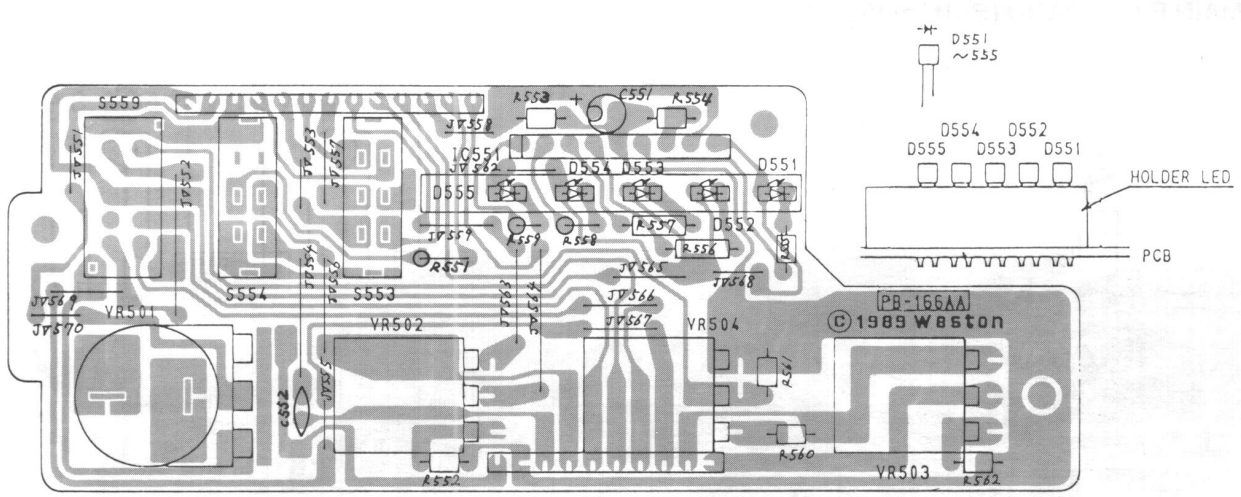 D551
~555
S559
R553
+
C551
R554
JV558
JV551
JV553
JV557
IC551
D554 D552
D555 D553 D551
JV562
D554 D553
D551
JV552
D555
HOLDER LED
JV559
R559
R558
R557
D552
R556
R551
PCB
JV554
JV556
JV565
JV568
S554
S553
JV569
VR501
JV563
JV564
JV566
PB-166AA
© 1989 Weston
JV570
VR502
JV567
VR504
R561
JV555
C552
R560
R552
VR503
R562